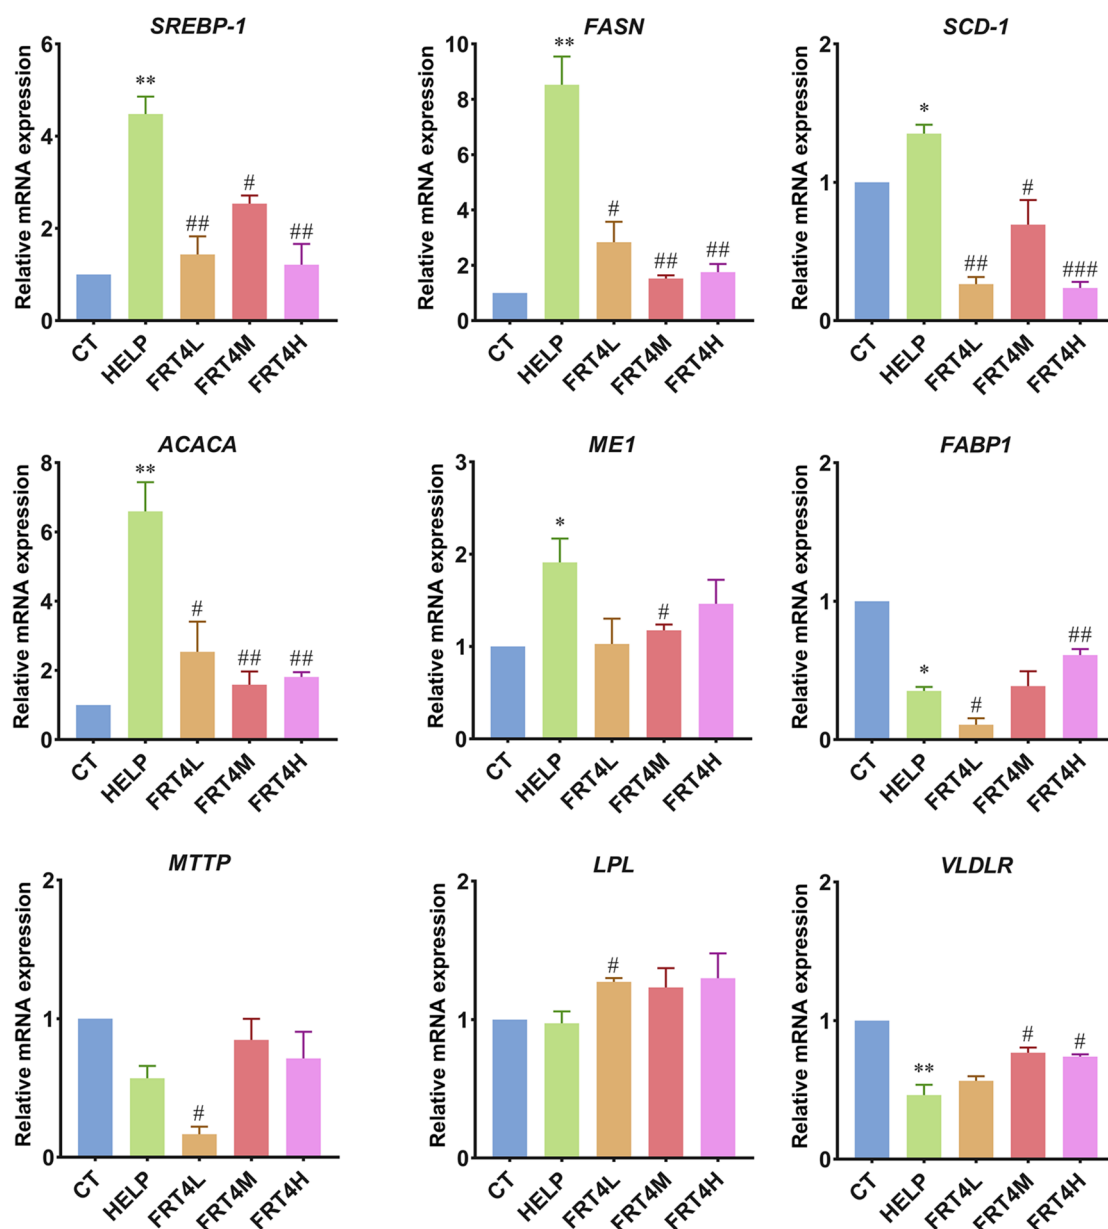 SREBP-1
Relative mRNA expression
6
4
2
0
**
##
#
##
CT
HELP
FRT4L
FRT4M
FRT4H
FASN
Relative mRNA expression
10
8
6
4
2
0
**
#
##
##
CT
HELP
FRT4L
FRT4M
FRT4H
SCD-1
Relative mRNA expression
2
1
0
*
##
#
###
CT
HELP
FRT4L
FRT4M
FRT4H
ACACA
Relative mRNA expression
8
6
4
2
0
**
#
##
##
CT
HELP
FRT4L
FRT4M
FRT4H
ME1
Relative mRNA expression
3
2
1
0
*
#
CT
HELP
FRT4L
FRT4M
FRT4H
FABP1
Relative mRNA expression
2
1
0
*
#
##
CT
HELP
FRT4L
FRT4M
FRT4H
MTTP
Relative mRNA expression
2
1
0
#
CT
HELP
FRT4L
FRT4M
FRT4H
LPL
Relative mRNA expression
2
1
0
#
CT
HELP
FRT4L
FRT4M
FRT4H
VLDLR
Relative mRNA expression
2
1
0
**
#
#
CT
HELP
FRT4L
FRT4M
FRT4H